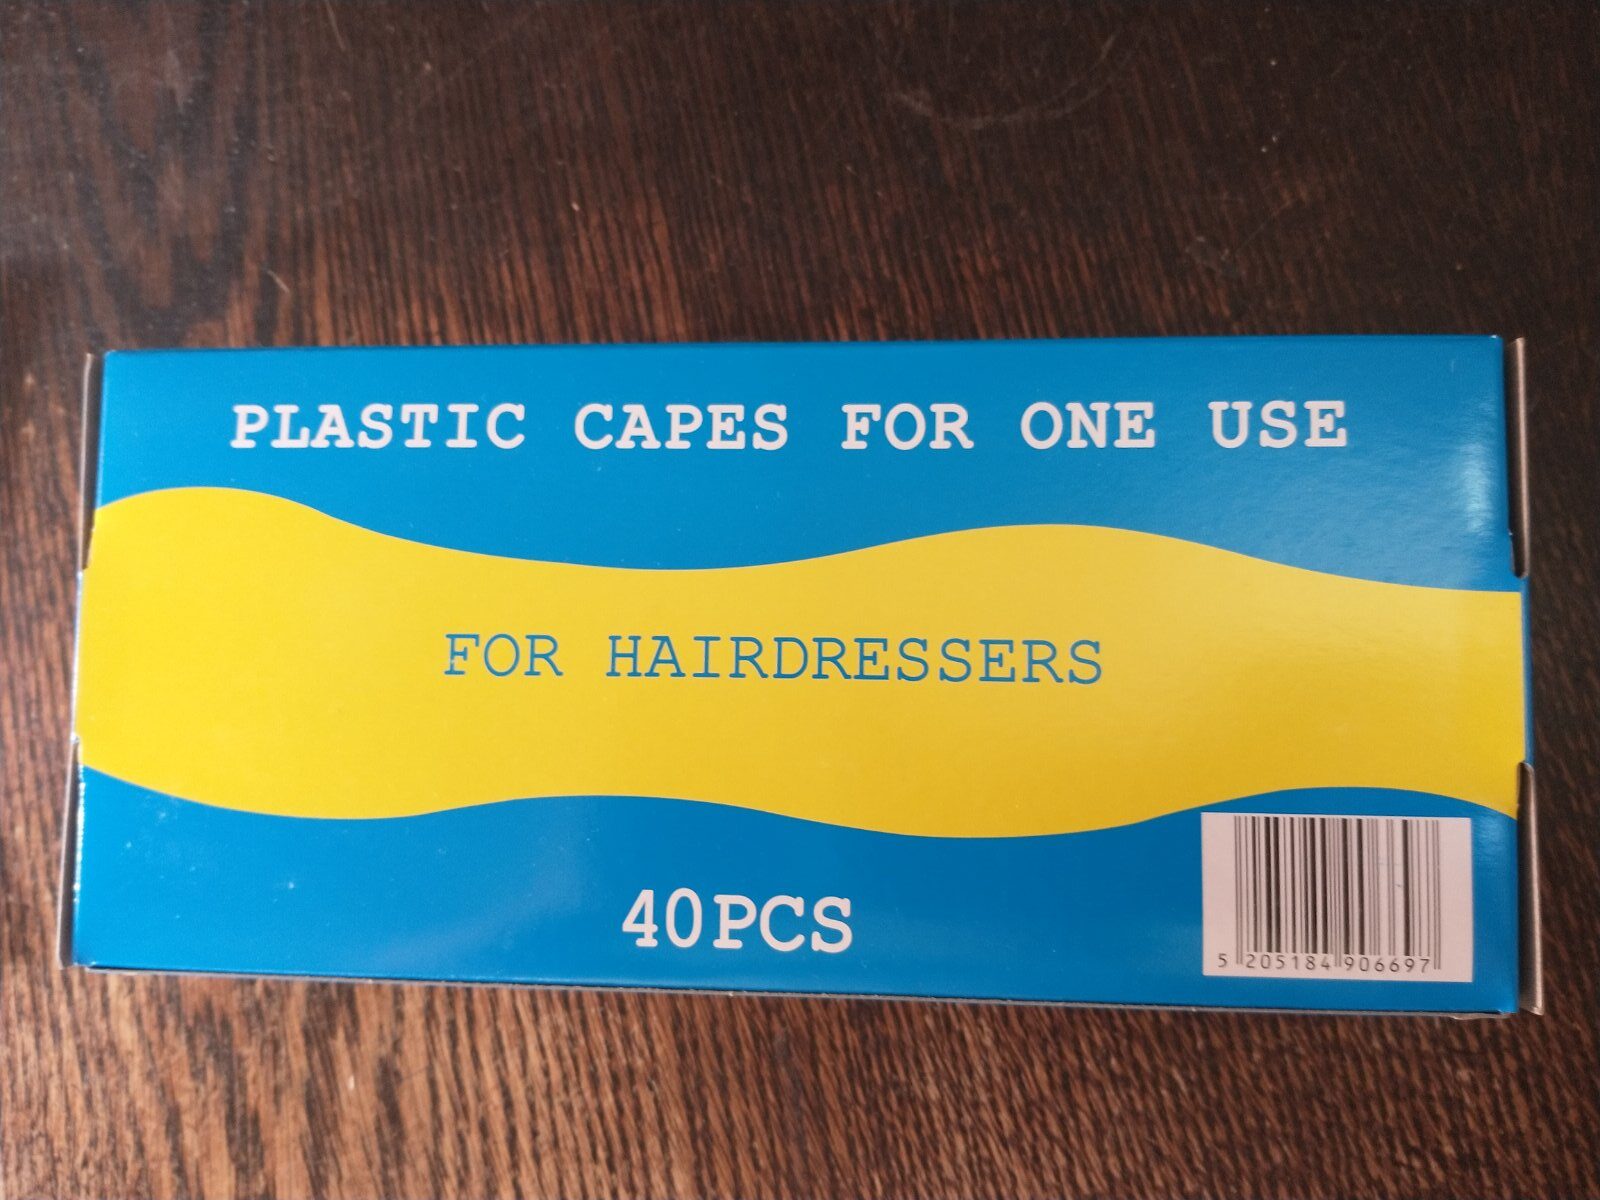 PLASTIC CAPES FOR ONE USE
FOR HAIRDRESSERS
40PCS
5 205184 906697